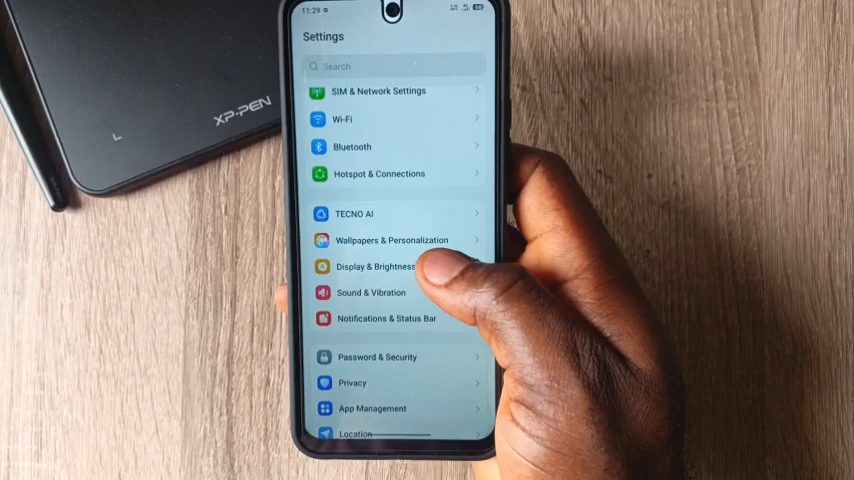 11:29
Settings
Search
SIM & Network Settings
Wi-Fi
Bluetooth
Hotspot & Connections
TECNO AI
Wallpapers & Personalization
Display & Brightness
Sound & Vibration
Notifications & Status Bar
Password & Security
Privacy
App Management
Location
XP-PEN